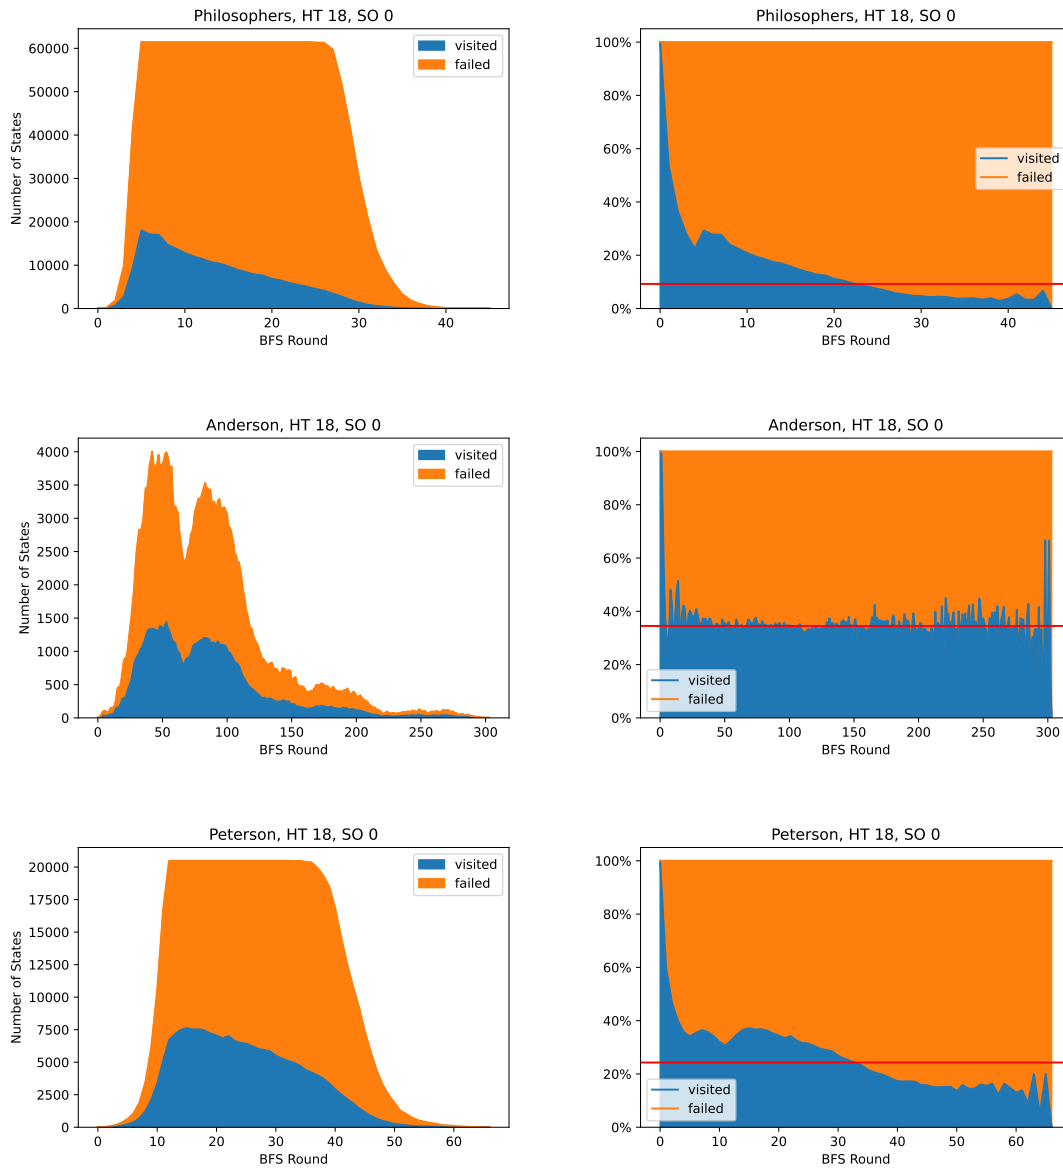 Philosophers, HT 18, SO 0
Number of States
60000
50000
40000
30000
20000
10000
0
visited
failed
0 10 20 30 40
BFS Round
Philosophers, HT 18, SO 0
100%
80%
60%
40%
20%
0%
visited
failed
0 10 20 30 40
BFS Round
Anderson, HT 18, SO 0
Number of States
4000
3500
3000
2500
2000
1500
1000
500
0
visited
failed
0 50 100 150 200 250 300
BFS Round
Anderson, HT 18, SO 0
100%
80%
60%
40%
20%
0%
visited
failed
0 50 100 150 200 250 300
BFS Round
Peterson, HT 18, SO 0
Number of States
20000
17500
15000
12500
10000
7500
5000
2500
0
visited
failed
0 10 20 30 40 50 60
BFS Round
Peterson, HT 18, SO 0
100%
80%
60%
40%
20%
0%
visited
failed
0 10 20 30 40 50 60
BFS Round